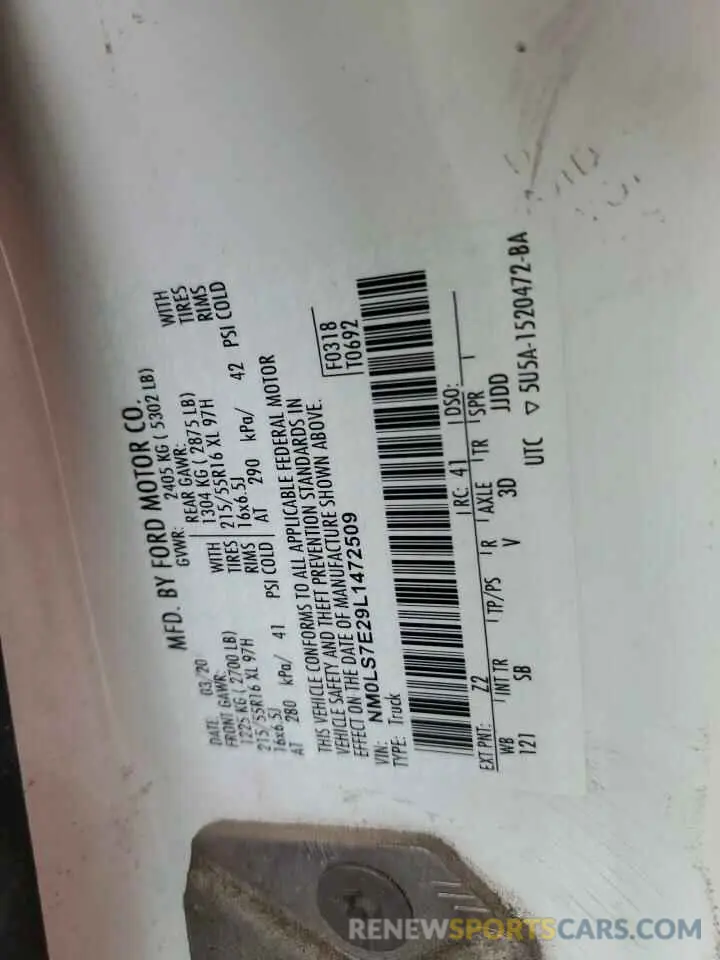 MFD. BY FORD MOTOR CO.
DATE: 03/20 GVWR: 2405 KG ( 5302 LB)
FRONT GAWR: REAR GAWR:
1225 KG ( 2700 LB) WITH 1304 KG ( 2875 LB) WITH
215/55R16 XL 97H TIRES 215/55R16 XL 97H TIRES
16x6.5J RIMS 16x6.5J RIMS
AT 280 kPa/ 41 PSI COLD AT 290 kPa/ 42 PSI COLD
THIS VEHICLE CONFORMS TO ALL APPLICABLE FEDERAL MOTOR
VEHICLE SAFETY AND THEFT PREVENTION STANDARDS IN
EFFECT ON THE DATE OF MANUFACTURE SHOWN ABOVE.
F0318
T0692
VIN: NM0LS7E29L1472509
TYPE: Truck
EXT PNT: Z2 RC: 41 DSO:
WB INT TR TP/PS R AXLE TR SPR
121 SB V 3D JJDD
UTC ▽ 5U5A-1520472-BA
RENEWSPORTSCARS.COM